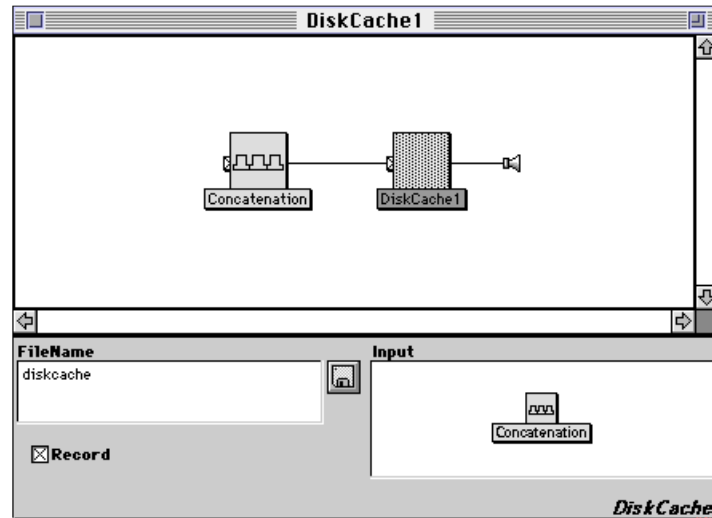 DiskCache1
Concatenation
DiskCache1
FileName
Input
diskcache
Concatenation
Record
DiskCache